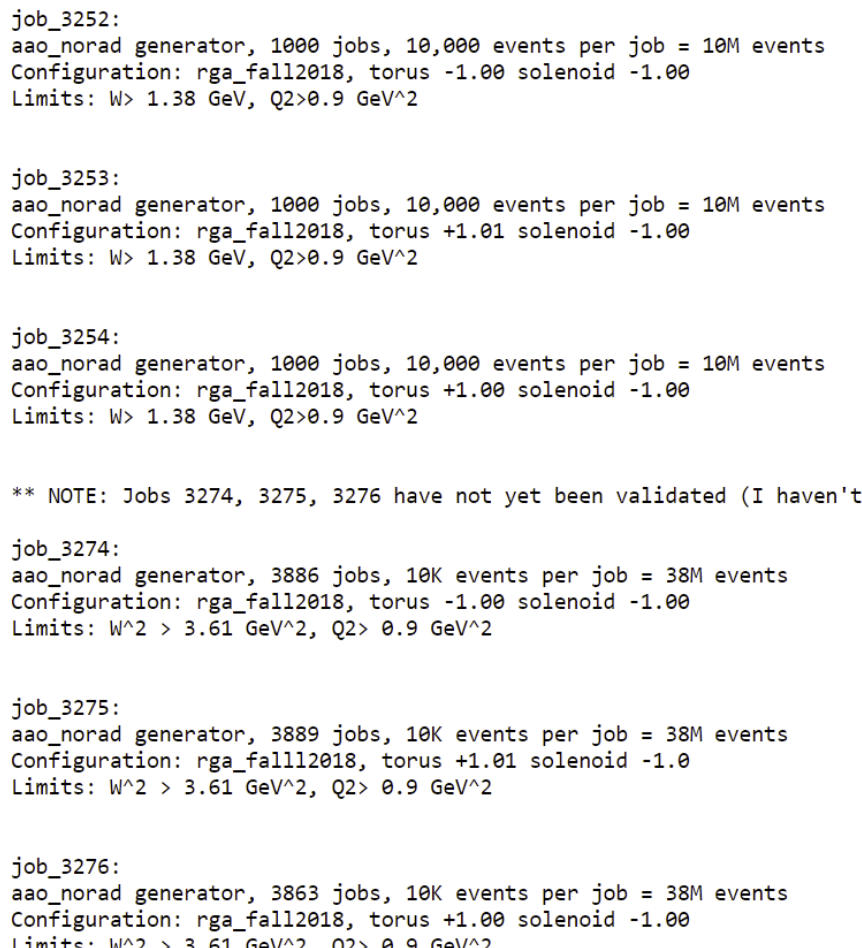 job_3252:
aao_norad generator, 1000 jobs, 10,000 events per job = 10M events
Configuration: rga_fall2018, torus -1.00 solenoid -1.00
Limits: W> 1.38 GeV, Q2>0.9 GeV^2
job_3253:
aao_norad generator, 1000 jobs, 10,000 events per job = 10M events
Configuration: rga_fall2018, torus +1.01 solenoid -1.00
Limits: W> 1.38 GeV, Q2>0.9 GeV^2
job_3254:
aao_norad generator, 1000 jobs, 10,000 events per job = 10M events
Configuration: rga_fall2018, torus +1.00 solenoid -1.00
Limits: W> 1.38 GeV, Q2>0.9 GeV^2
** NOTE: Jobs 3274, 3275, 3276 have not yet been validated (I haven't
job_3274:
aao_norad generator, 3886 jobs, 10K events per job = 38M events
Configuration: rga_fall2018, torus -1.00 solenoid -1.00
Limits: W^2 > 3.61 GeV^2, Q2> 0.9 GeV^2
job_3275:
aao_norad generator, 3889 jobs, 10K events per job = 38M events
Configuration: rga_falll2018, torus +1.01 solenoid -1.0
Limits: W^2 > 3.61 GeV^2, Q2> 0.9 GeV^2
job_3276:
aao_norad generator, 3863 jobs, 10K events per job = 38M events
Configuration: rga_fall2018, torus +1.00 solenoid -1.00
Limits: W^2 > 3.61 GeV^2, Q2> 0.9 GeV^2